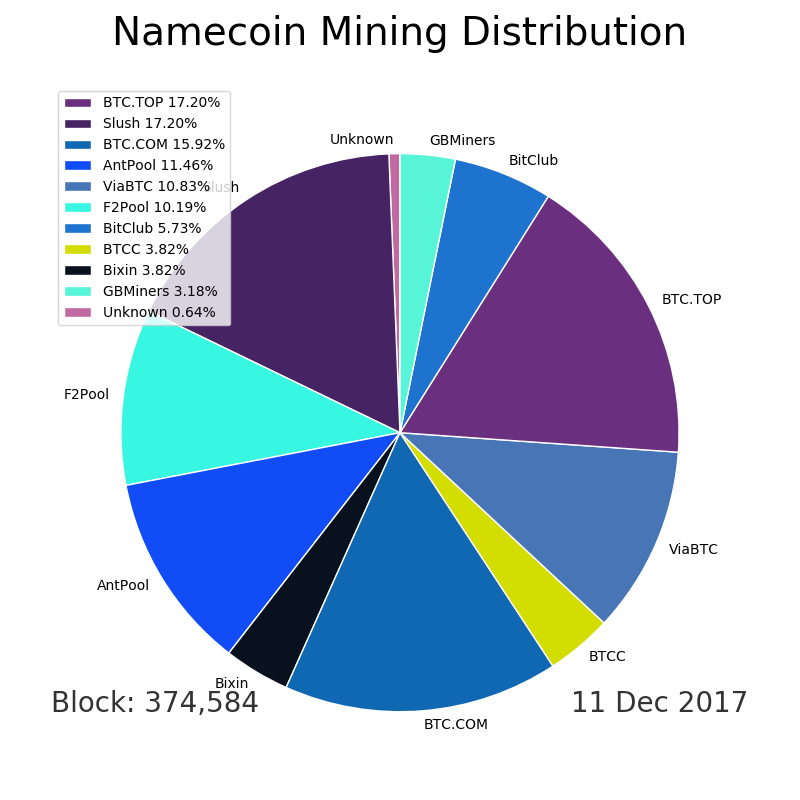 Namecoin Mining Distribution
BTC.TOP 17.20%
Slush 17.20%
BTC.COM 15.92%
AntPool 11.46%
ViaBTC 10.83%
F2Pool 10.19%
BitClub 5.73%
BTCC 3.82%
Bixin 3.82%
GBMiners 3.18%
Unknown 0.64%
Unknown
GBMiners
BitClub
Slush
BTC.TOP
F2Pool
ViaBTC
AntPool
BTCC
Bixin
BTC.COM
Block: 374,584
11 Dec 2017